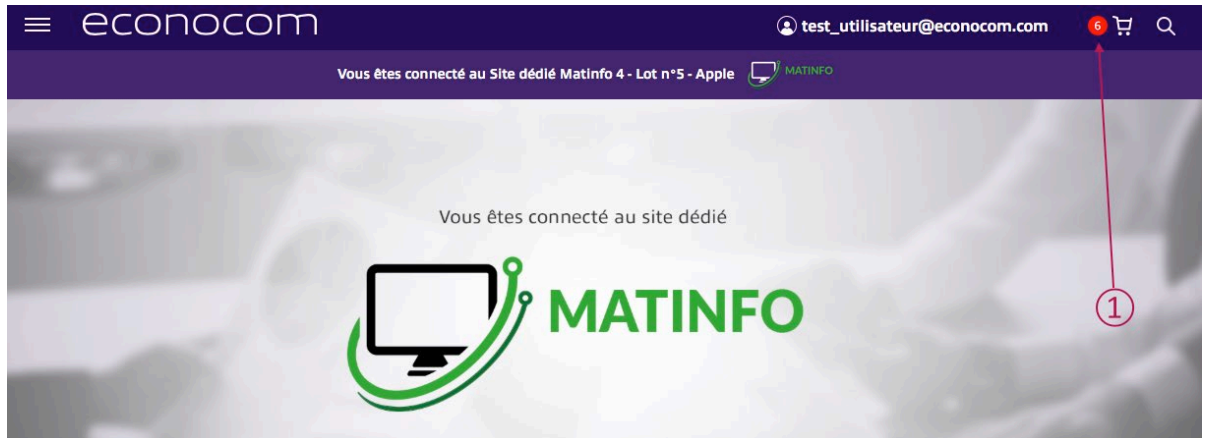 econocom
test_utilisateur@econocom.com
6
Vous êtes connecté au Site dédié Matinfo 4 - Lot n°5 - Apple
MATINFO
Vous êtes connecté au site dédié
MATINFO
1